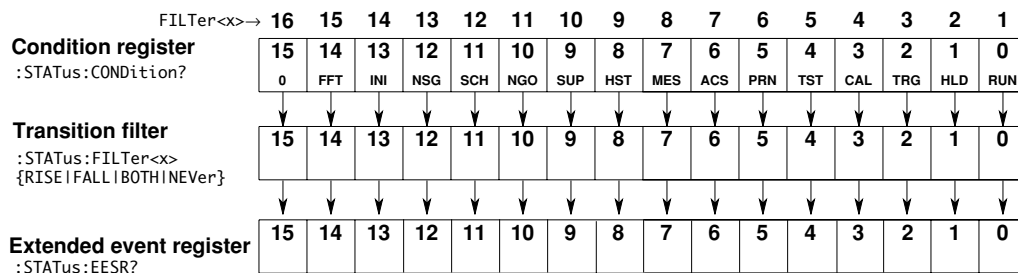 FILTer<x>→ 16 15 14 13 12 11 10 9 8 7 6 5 4 3 2 1
Condition register
:STATus:CONDition?
15 14 13 12 11 10 9 8 7 6 5 4 3 2 1 0
0 FFT INI NSG SCH NGO SUP HST MES ACS PRN TST CAL TRG HLD RUN
Transition filter
:STATus:FILTer<x>
{RISE|FALL|BOTH|NEVer}
15 14 13 12 11 10 9 8 7 6 5 4 3 2 1 0
Extended event register
:STATus:EESR?
15 14 13 12 11 10 9 8 7 6 5 4 3 2 1 0